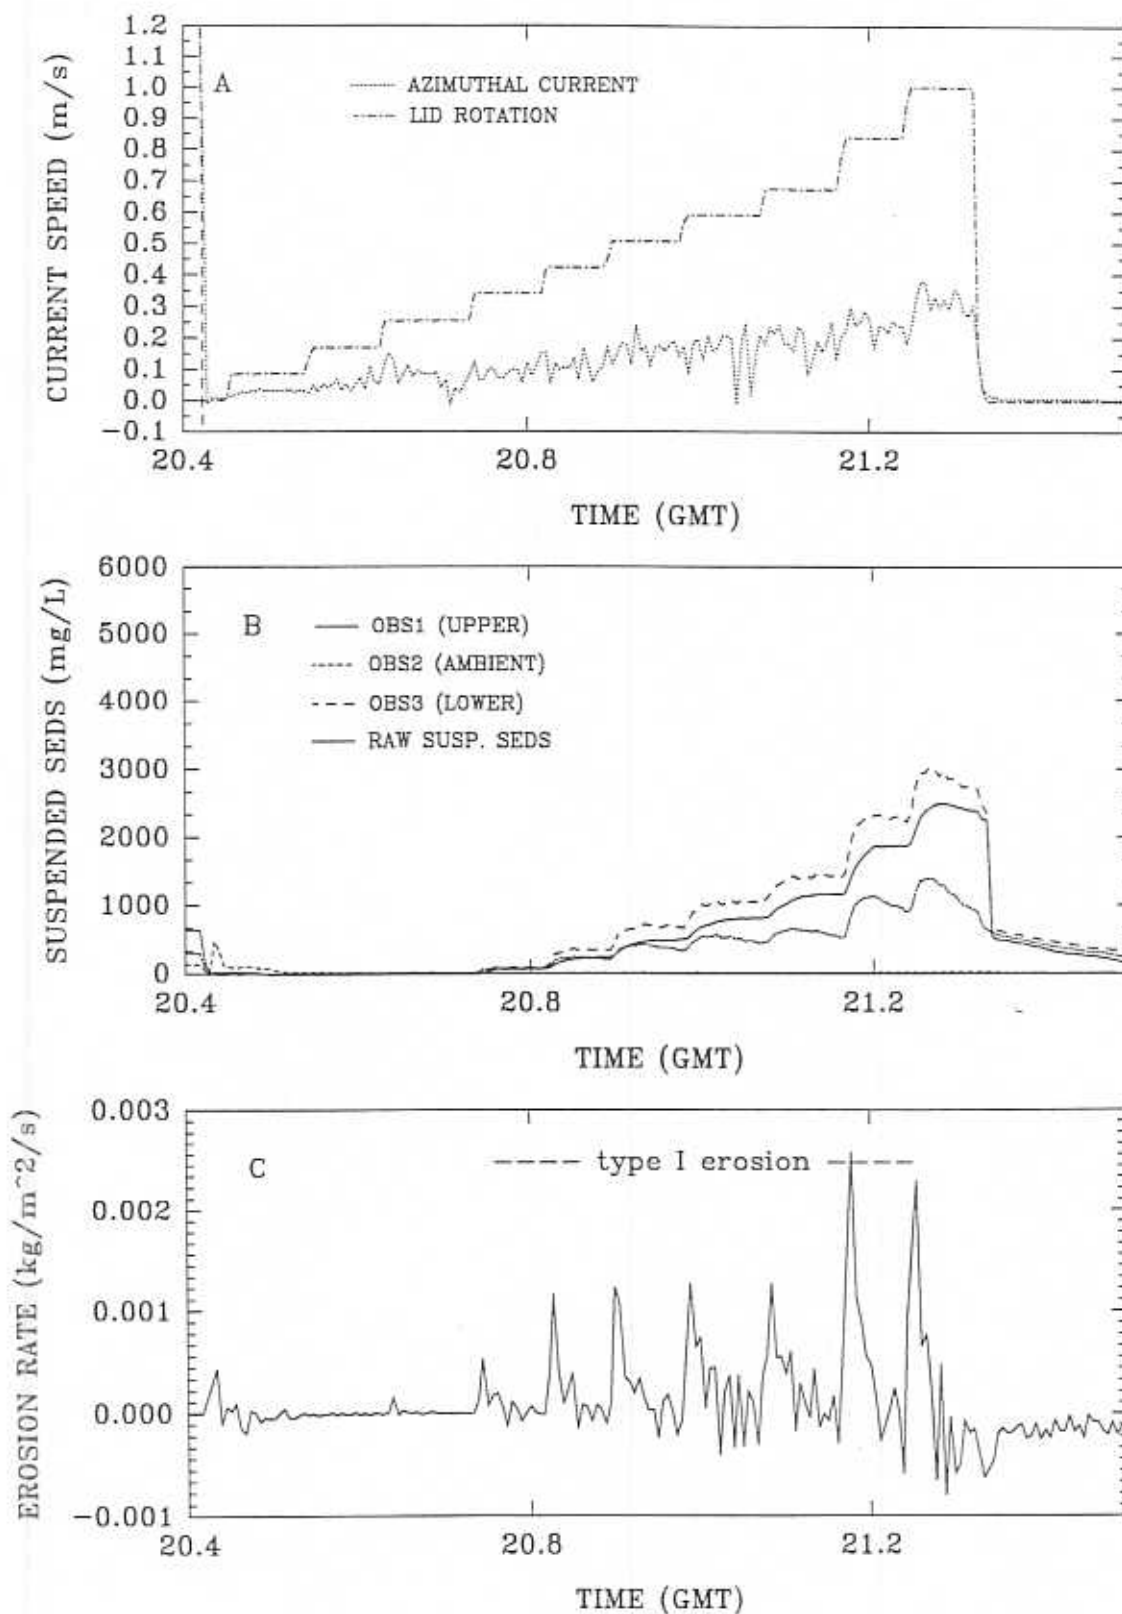 1.2
1.1
1.0
0.9
0.8
0.7
0.6
0.5
0.4
0.3
0.2
0.1
0.0
-0.1
CURRENT SPEED (m/s)
A
AZIMUTHAL CURRENT
LID ROTATION
20.4 20.8 21.2
TIME (GMT)
6000
5000
4000
3000
2000
1000
0
SUSPENDED SEDS (mg/L)
B
OBS1 (UPPER)
OBS2 (AMBIENT)
OBS3 (LOWER)
RAW SUSP. SEDS
20.4 20.8 21.2
TIME (GMT)
0.003
0.002
0.001
0.000
-0.001
EROSION RATE (kg/m^2/s)
C
type I erosion
20.4 20.8 21.2
TIME (GMT)